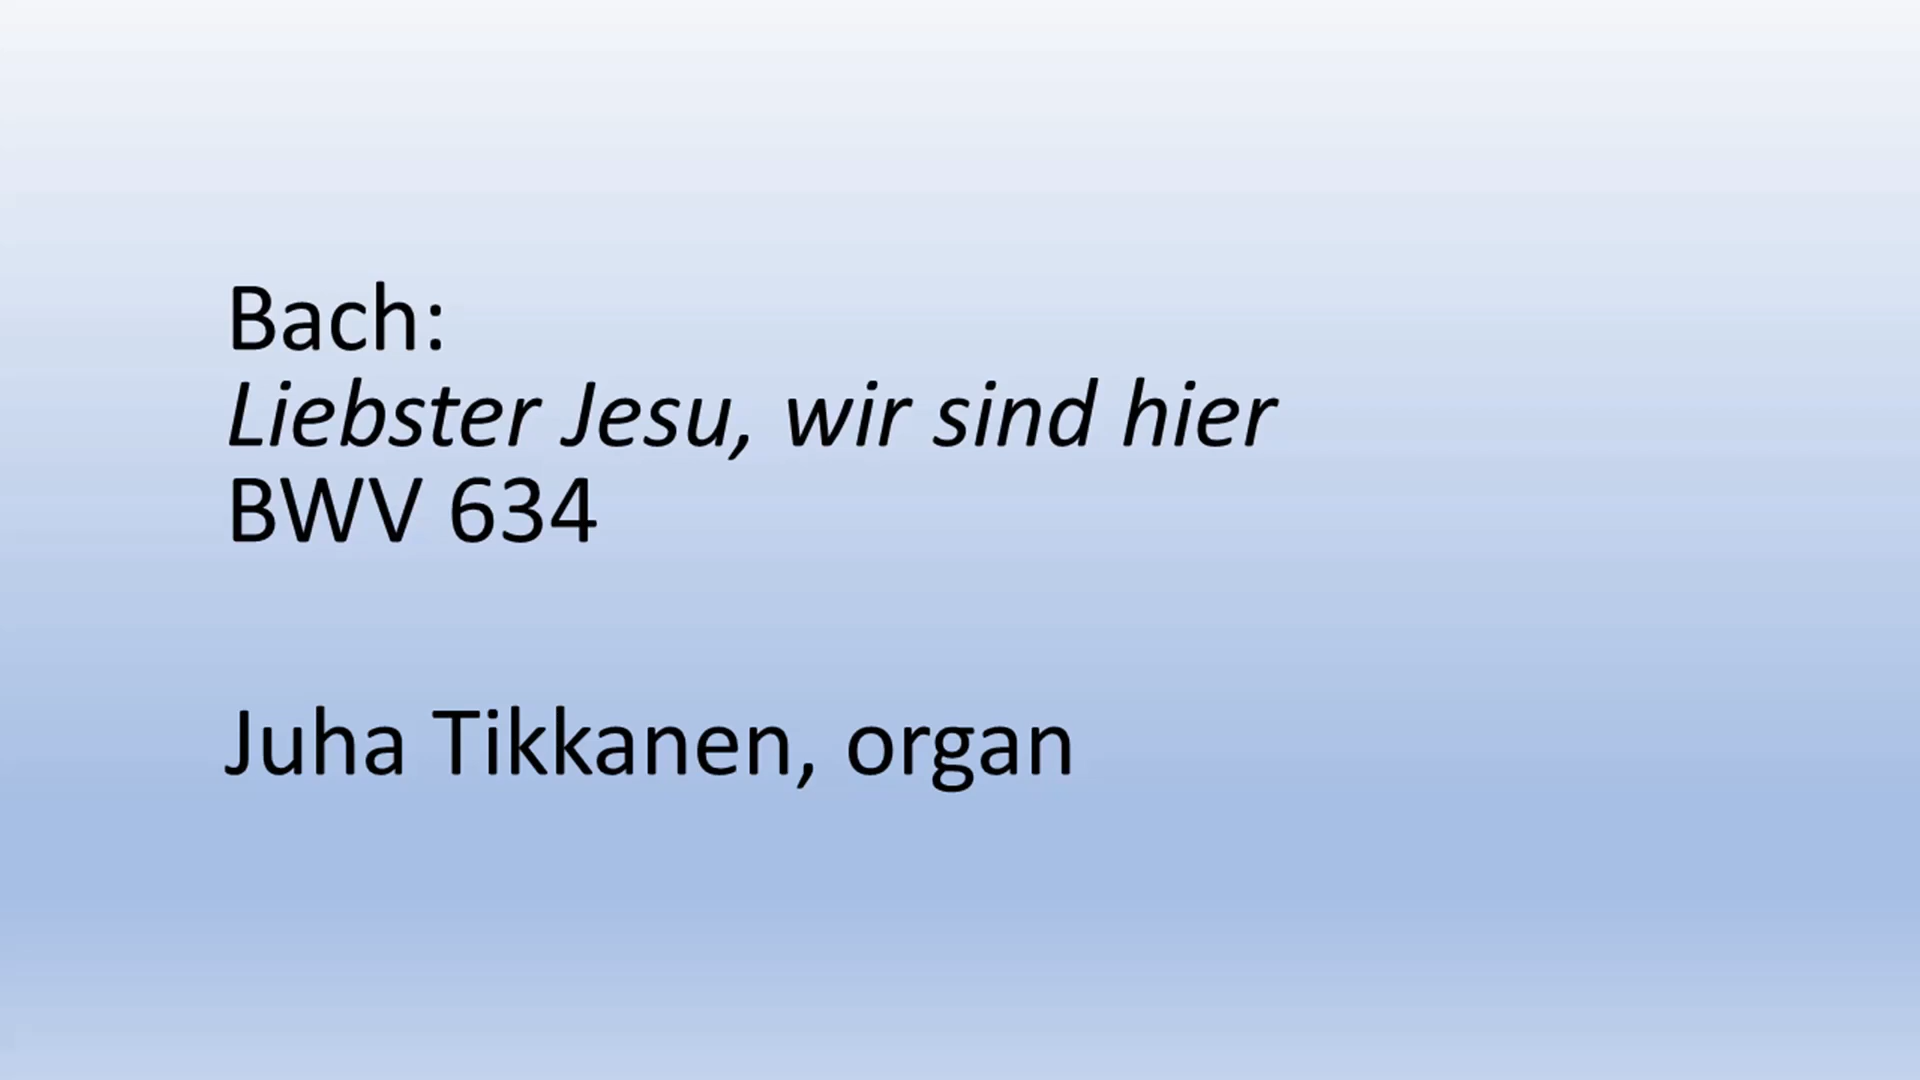 Bach:
Liebster Jesu, wir sind hier
BWV 634
Juha Tikkanen, organ